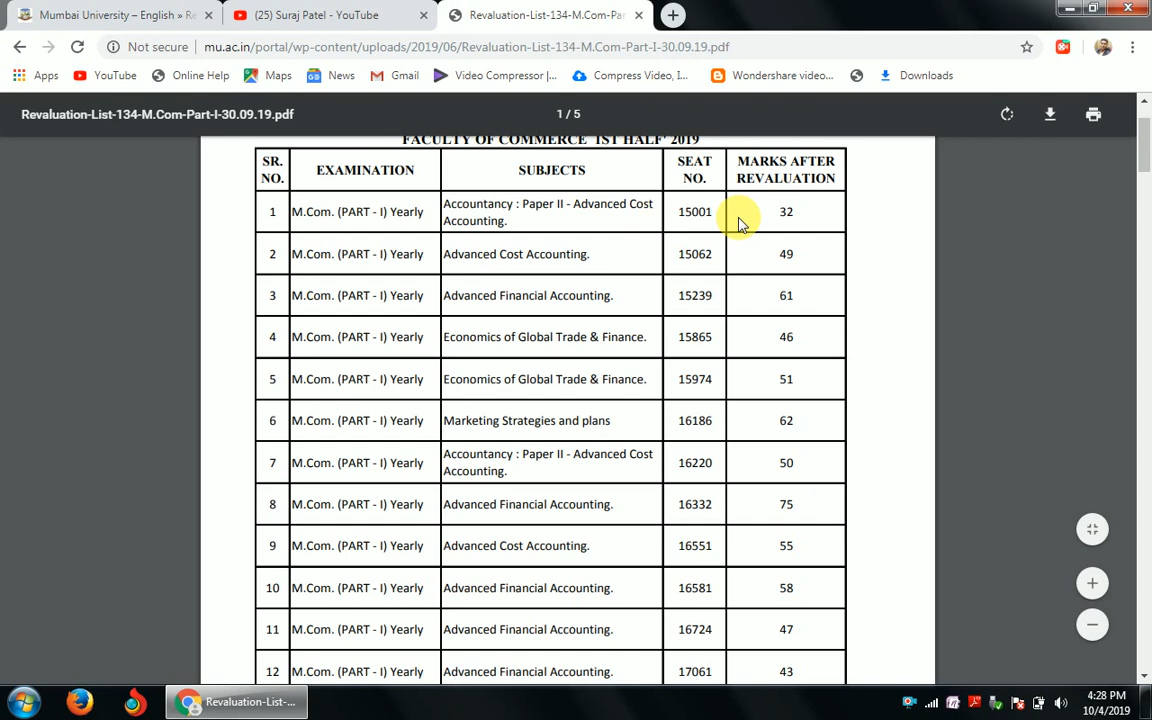 Mumbai University – English » Re
(25) Suraj Patel - YouTube
Revaluation-List-134-M.Com-Par
Not secure
mu.ac.in/portal/wp-content/uploads/2019/06/Revaluation-List-134-M.Com-Part-I-30.09.19.pdf
Apps
YouTube
Online Help
Maps
News
Gmail
Video Compressor |...
Compress Video, I...
Wondershare video...
Downloads
Revaluation-List-134-M.Com-Part-I-30.09.19.pdf
1 / 5
FACULTY OF COMMERCE 'IST HALF' 2019
SR. NO. EXAMINATION SUBJECTS SEAT NO. MARKS AFTER REVALUATION
1 M.Com. (PART - I) Yearly Accountancy : Paper II - Advanced Cost Accounting. 15001 32
2 M.Com. (PART - I) Yearly Advanced Cost Accounting. 15062 49
3 M.Com. (PART - I) Yearly Advanced Financial Accounting. 15239 61
4 M.Com. (PART - I) Yearly Economics of Global Trade & Finance. 15865 46
5 M.Com. (PART - I) Yearly Economics of Global Trade & Finance. 15974 51
6 M.Com. (PART - I) Yearly Marketing Strategies and plans 16186 62
7 M.Com. (PART - I) Yearly Accountancy : Paper II - Advanced Cost Accounting. 16220 50
8 M.Com. (PART - I) Yearly Advanced Financial Accounting. 16332 75
9 M.Com. (PART - I) Yearly Advanced Cost Accounting. 16551 55
10 M.Com. (PART - I) Yearly Advanced Financial Accounting. 16581 58
11 M.Com. (PART - I) Yearly Advanced Financial Accounting. 16724 47
12 M.Com. (PART - I) Yearly Advanced Financial Accounting. 17061 43
Revaluation-List-...
4:28 PM
10/4/2019